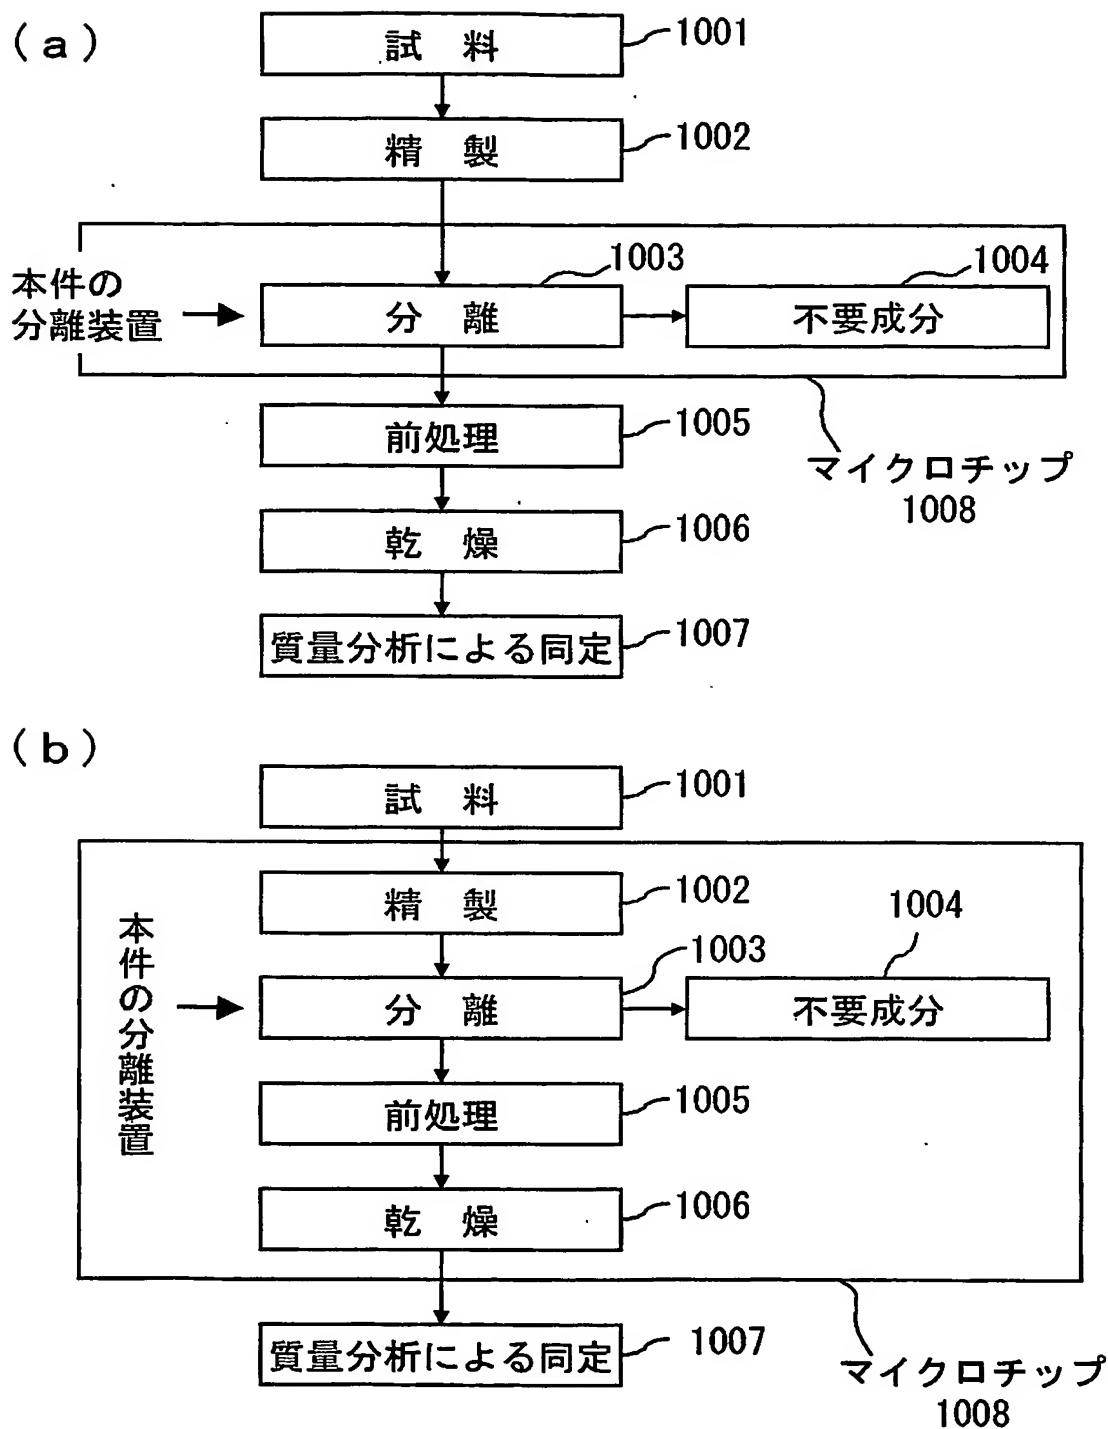 (a)
試 料
1001
精 製
1002
1003
1004
本件の
分離装置
分 離
不要成分
前処理
1005
マイクロチップ
1008
乾 燥
1006
質量分析による同定
1007
(b)
試 料
1001
精 製
1002
1004
1003
本件の分離装置
分 離
不要成分
前処理
1005
乾 燥
1006
質量分析による同定
1007
マイクロチップ
1008